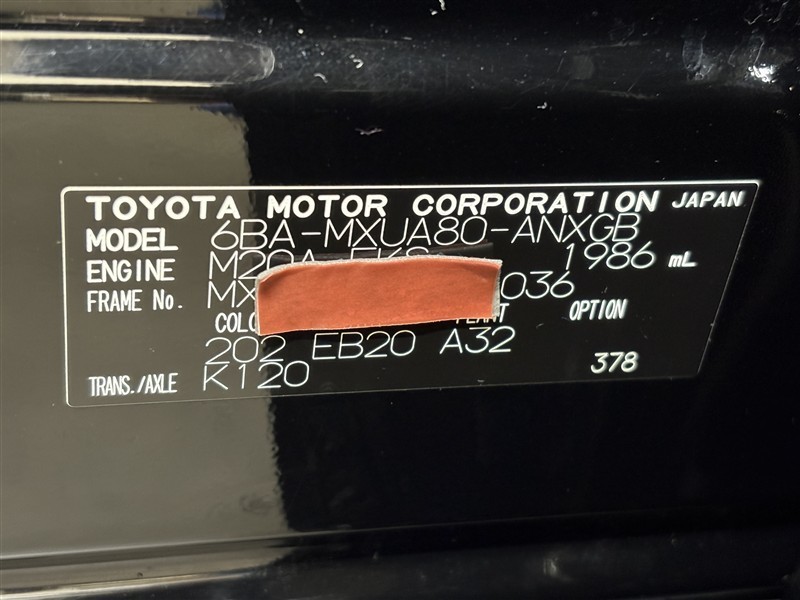 TOYOTA MOTOR CORPORATION JAPAN
MODEL 6BA-MXUA80-ANXGB
ENGINE 1986 mL
FRAME No. MX 036
OPTION
202 EB20 A32
TRANS./AXLE K120 378